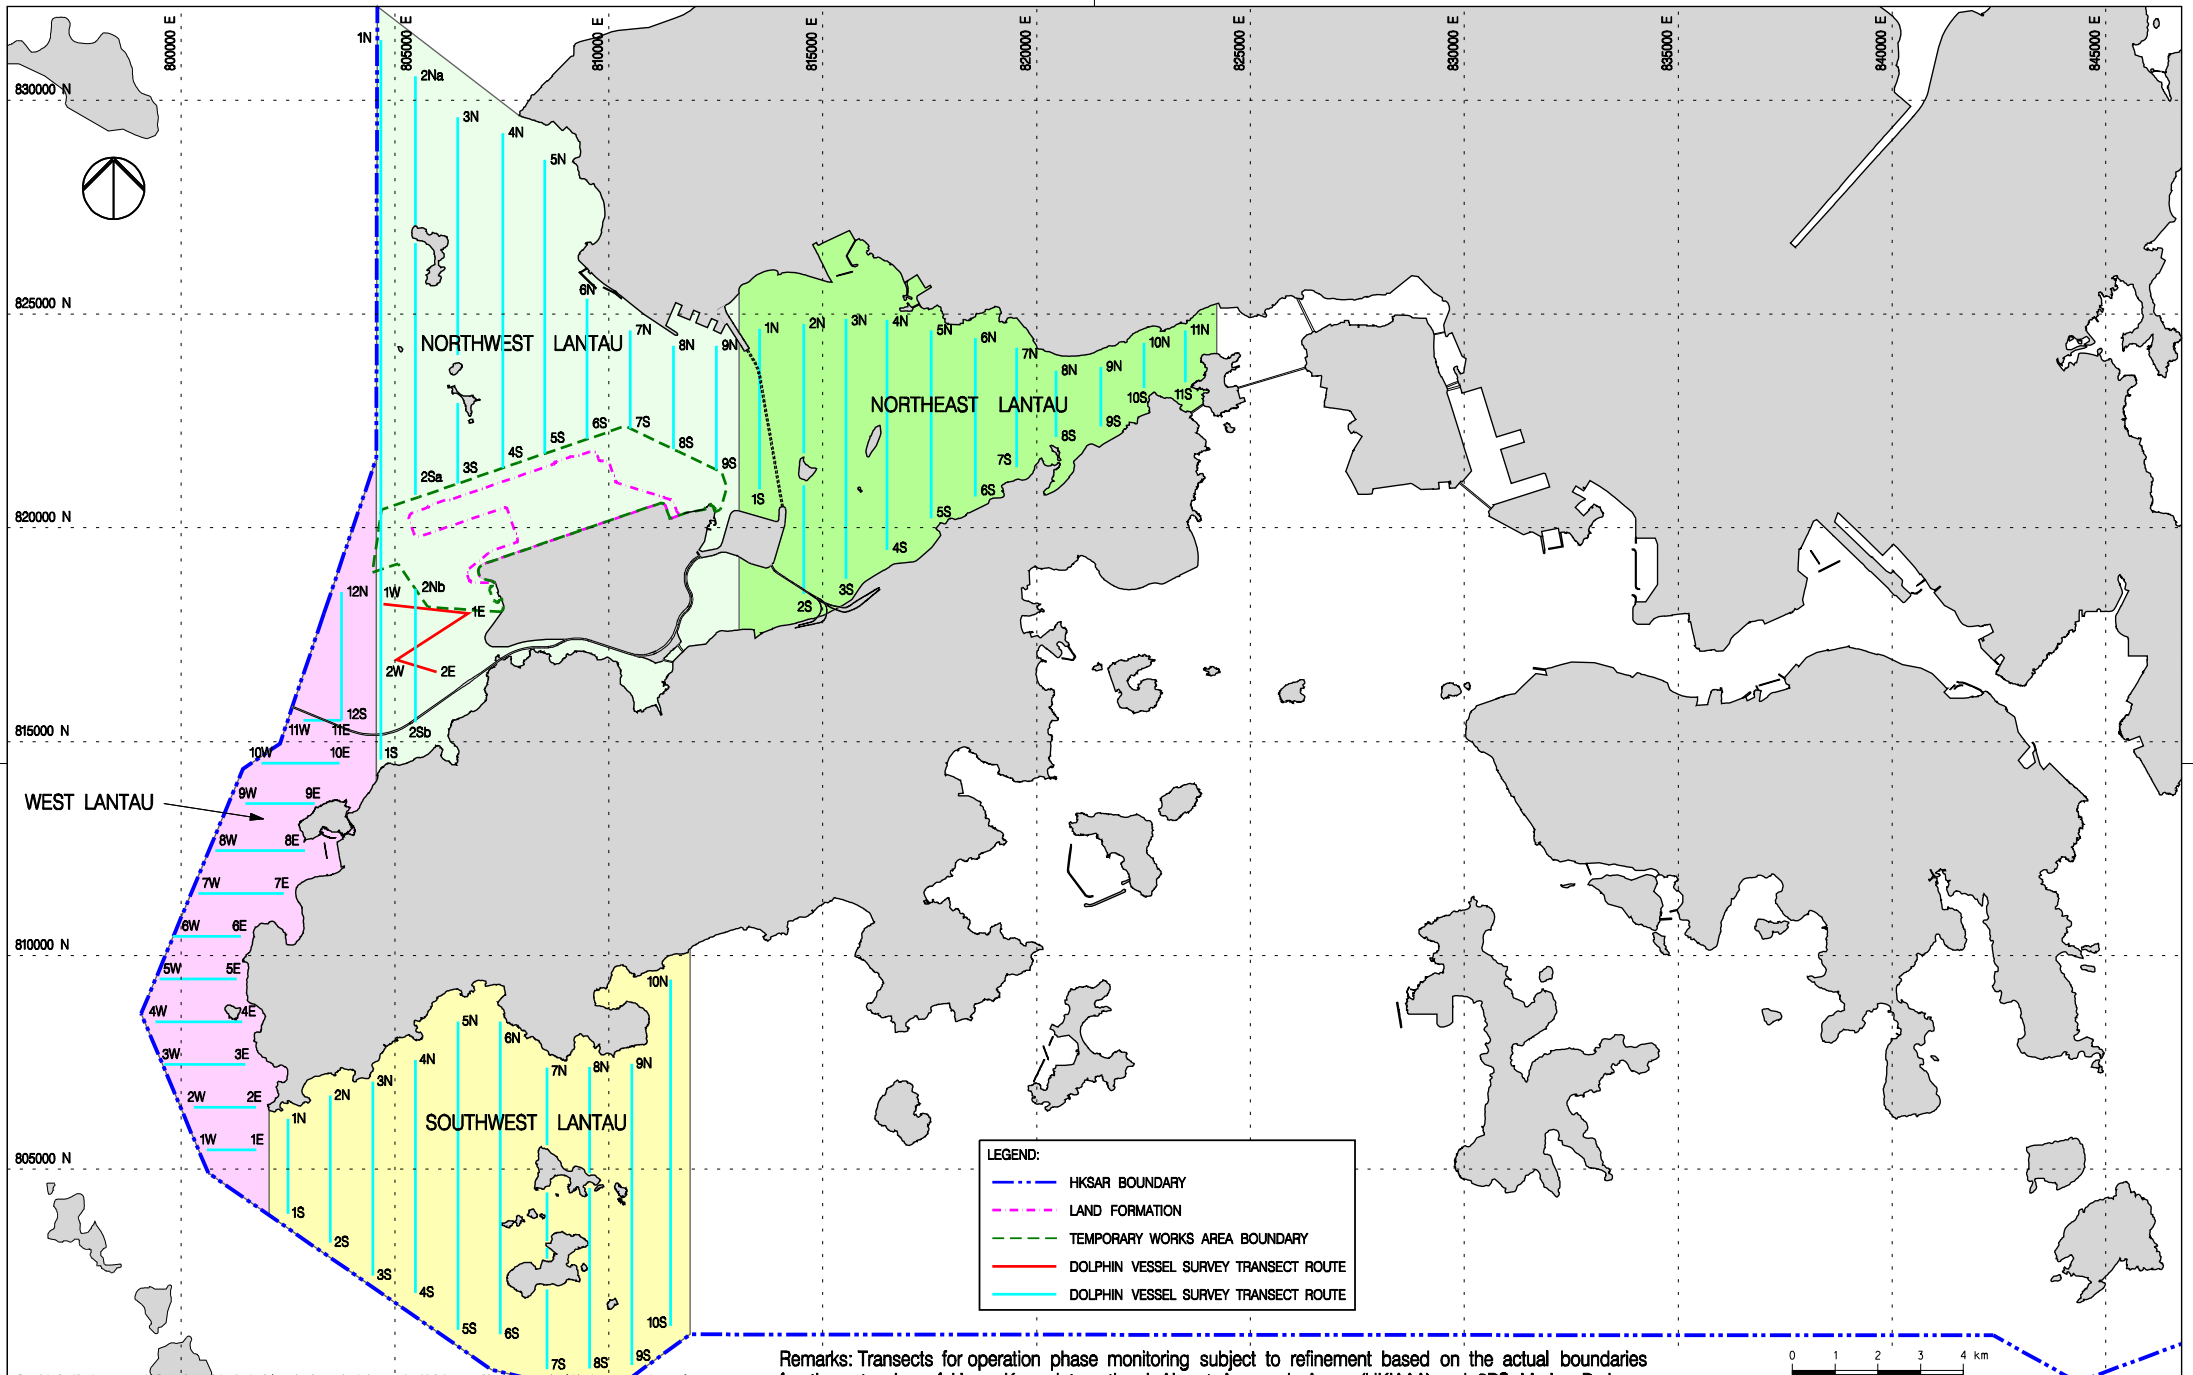 800000 E
805000 E
810000 E
815000 E
820000 E
825000 E
830000 E
835000 E
840000 E
845000 E
830000 N
825000 N
820000 N
815000 N
810000 N
805000 N
1N
2Na
3N
4N
5N
6N
7N
8N
9N
NORTHWEST LANTAU
2Sa
3S
4S
5S
6S
7S
8S
9S
1W
2Nb
1E
2W
2E
2Sb
1S
1N
2N
3N
4N
5N
6N
7N
8N
9N
10N
11N
NORTHEAST LANTAU
1S
2S
3S
4S
5S
6S
7S
8S
9S
10S
11S
12N
12S
11W
11E
10W
10E
WEST LANTAU
9W
9E
8W
8E
7W
7E
6W
6E
5W
5E
4W
4E
3W
3E
2W
2E
1W
1E
1N
2N
3N
4N
5N
6N
7N
8N
9N
10N
SOUTHWEST LANTAU
1S
2S
3S
4S
5S
6S
7S
8S
9S
10S
LEGEND:
HKSAR BOUNDARY
LAND FORMATION
TEMPORARY WORKS AREA BOUNDARY
DOLPHIN VESSEL SURVEY TRANSECT ROUTE
DOLPHIN VESSEL SURVEY TRANSECT ROUTE
Remarks: Transects for operation phase monitoring subject to refinement based on the actual boundaries
0 1 2 3 4 km